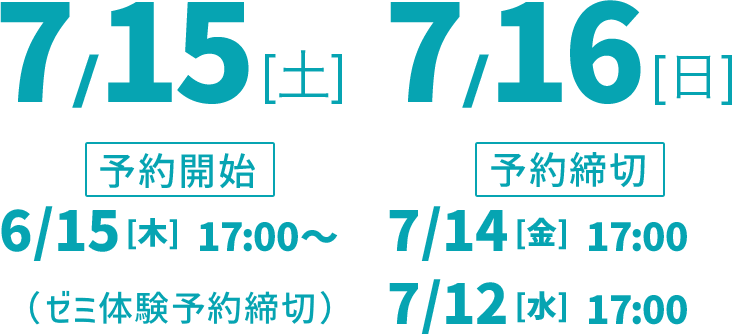 7/15[土] 7/16[日]
予約開始 予約締切
6/15[木] 17:00〜 7/14[金] 17:00
（ｾﾞﾐ体験予約締切） 7/12[水] 17:00